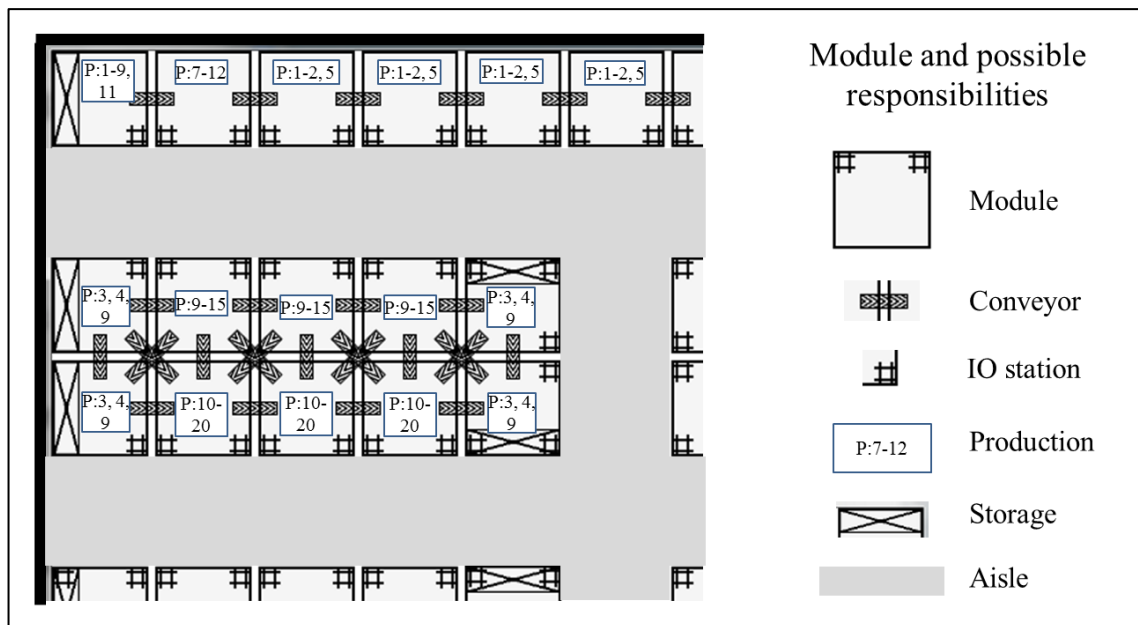 P:1-9,
11
P:7-12
P:1-2, 5
P:1-2, 5
P:1-2, 5
P:1-2, 5
P:3, 4,
9
P:9-15
P:9-15
P:9-15
P:3, 4,
9
P:3, 4,
9
P:10-
20
P:10-
20
P:10-
20
P:3, 4,
9
Module and possible
responsibilities
Module
Conveyor
IO station
P:7-12
Production
Storage
Aisle